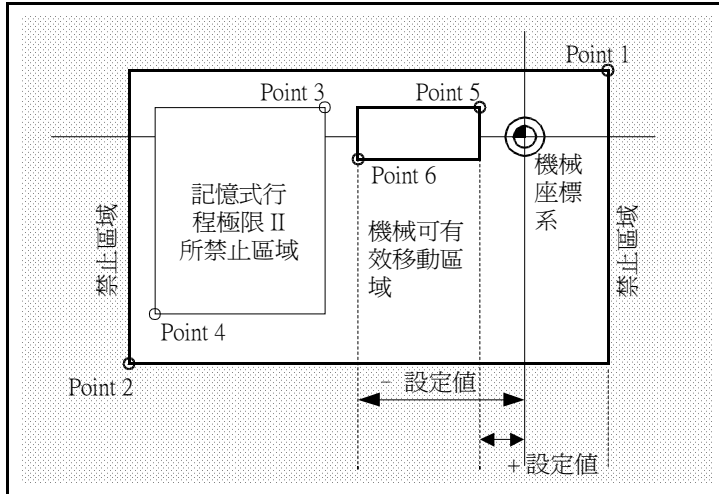 Point 1
Point 3
Point 5
Point 6
機械
座標
系
記憶式行
程極限 II
所禁止區域
機械可有
效移動區
域
禁止區域
禁止區域
Point 4
Point 2
- 設定值
+設定值